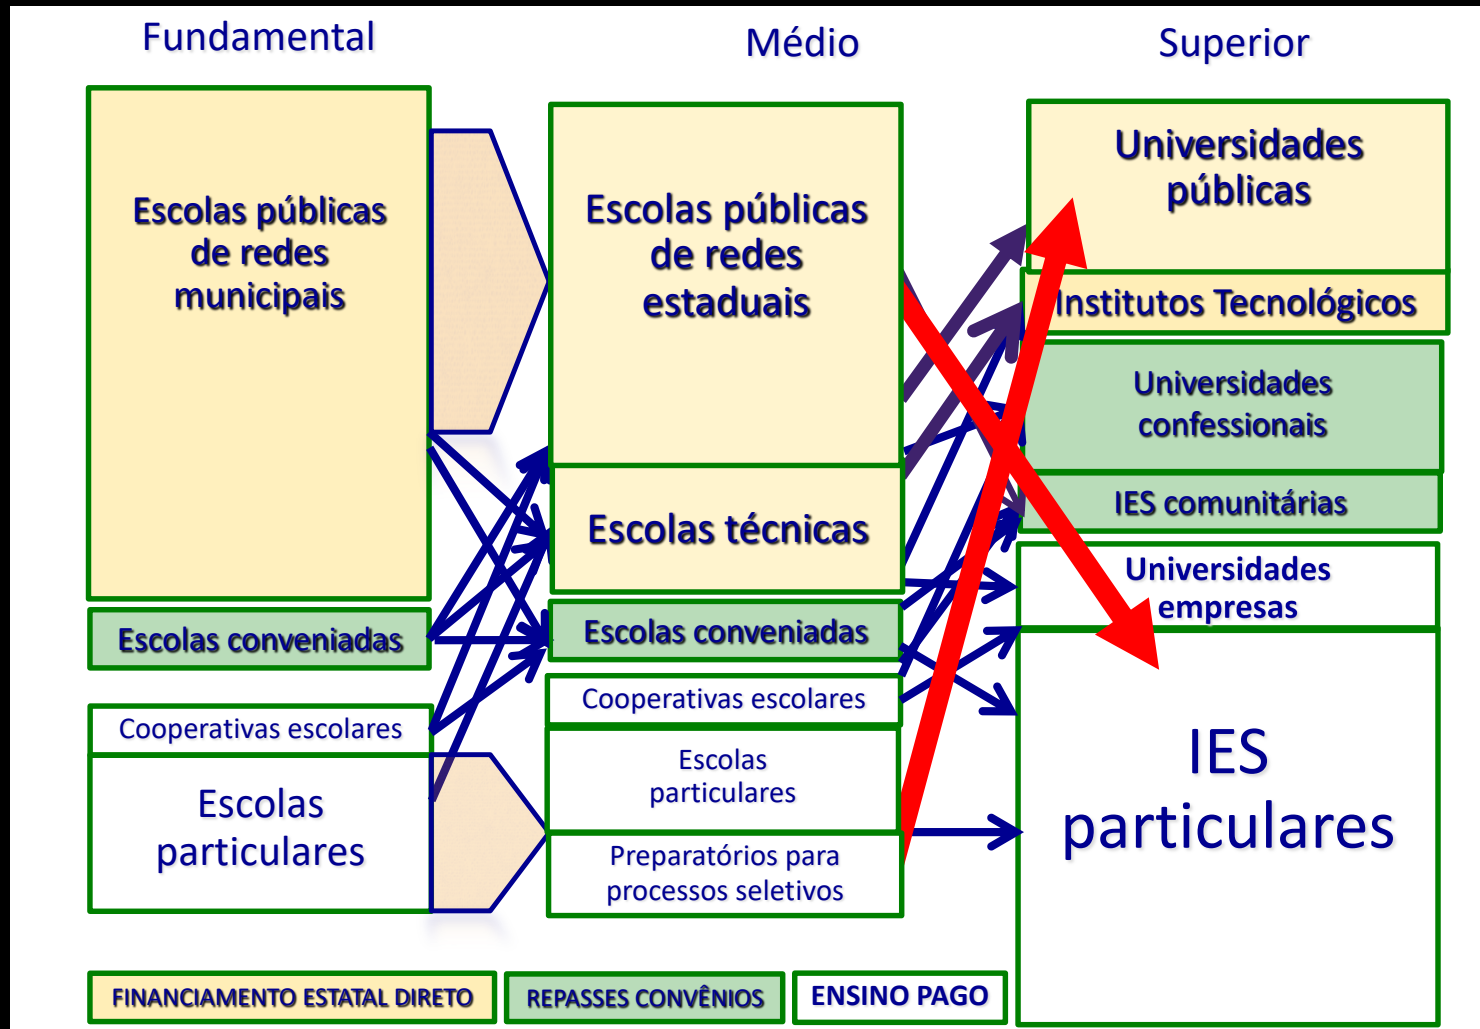 Fundamental
Médio
Superior
Escolas públicas
de redes
municipais
Escolas conveniadas
Cooperativas escolares
Escolas
particulares
Escolas públicas
de redes
estaduais
Escolas técnicas
Escolas conveniadas
Cooperativas escolares
Escolas
particulares
Preparatórios para
processos seletivos
Universidades
públicas
Institutos Tecnológicos
Universidades
confessionais
IES comunitárias
Universidades
empresas
IES
particulares
FINANCIAMENTO ESTATAL DIRETO
REPASSES CONVÊNIOS
ENSINO PAGO